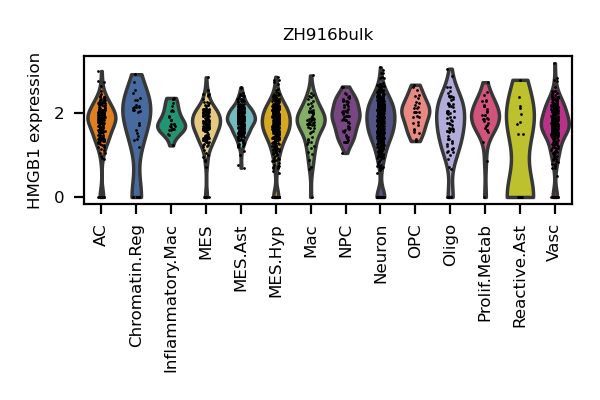 ZH916bulk
HMGB1 expression
2
0
AC
Chromatin.Reg
Inflammatory.Mac
MES
MES.Ast
MES.Hyp
Mac
NPC
Neuron
OPC
Oligo
Prolif.Metab
Reactive.Ast
Vasc